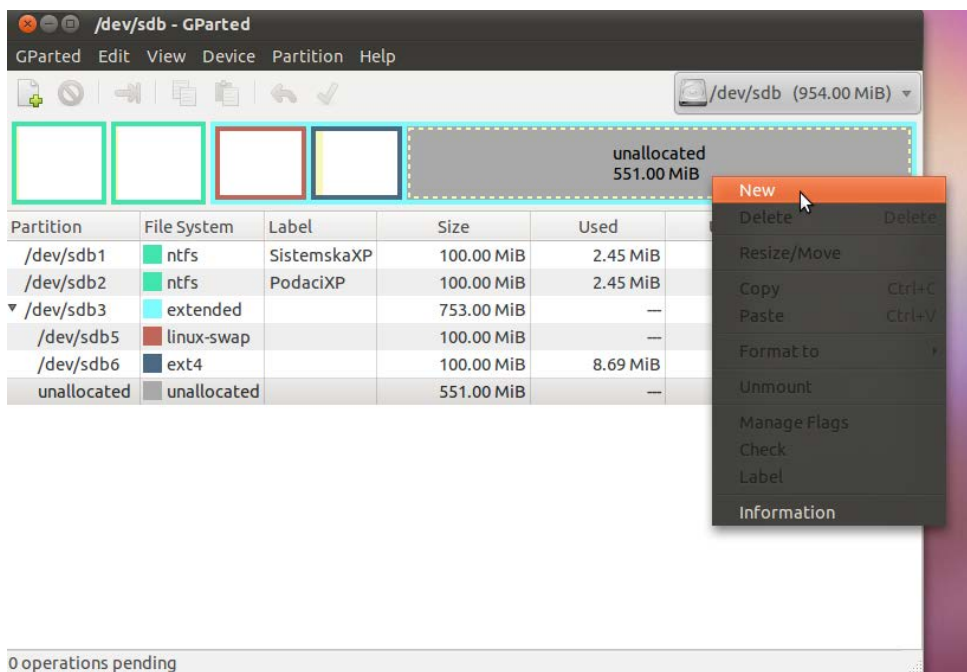 /dev/sdb - GParted
GParted Edit View Device Partition Help
/dev/sdb (954.00 MiB)
unallocated
551.00 MiB
New
Delete Delete
Resize/Move
Copy Ctrl+C
Paste Ctrl+V
Format to
Unmount
Manage Flags
Check
Label
Information
Partition File System Label Size Used
/dev/sdb1 ntfs SistemskaXP 100.00 MiB 2.45 MiB
/dev/sdb2 ntfs PodaciXP 100.00 MiB 2.45 MiB
/dev/sdb3 extended 753.00 MiB —
/dev/sdb5 linux-swap 100.00 MiB —
/dev/sdb6 ext4 100.00 MiB 8.69 MiB
unallocated unallocated 551.00 MiB —
0 operations pending